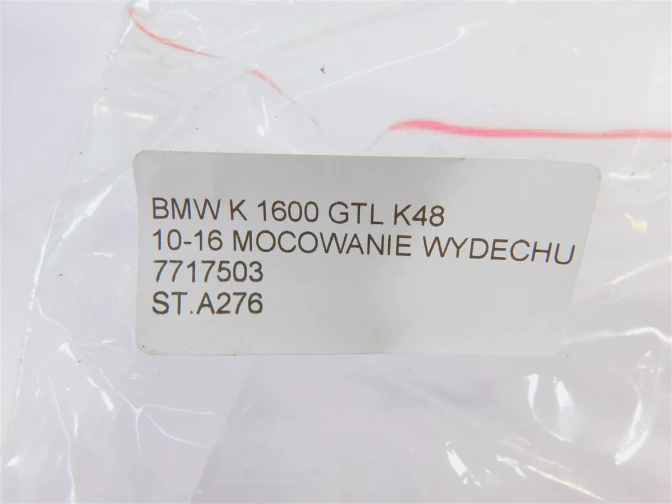 BMW K 1600 GTL K48
10-16 MOCOWANIE WYDECHU
7717503
ST.A276